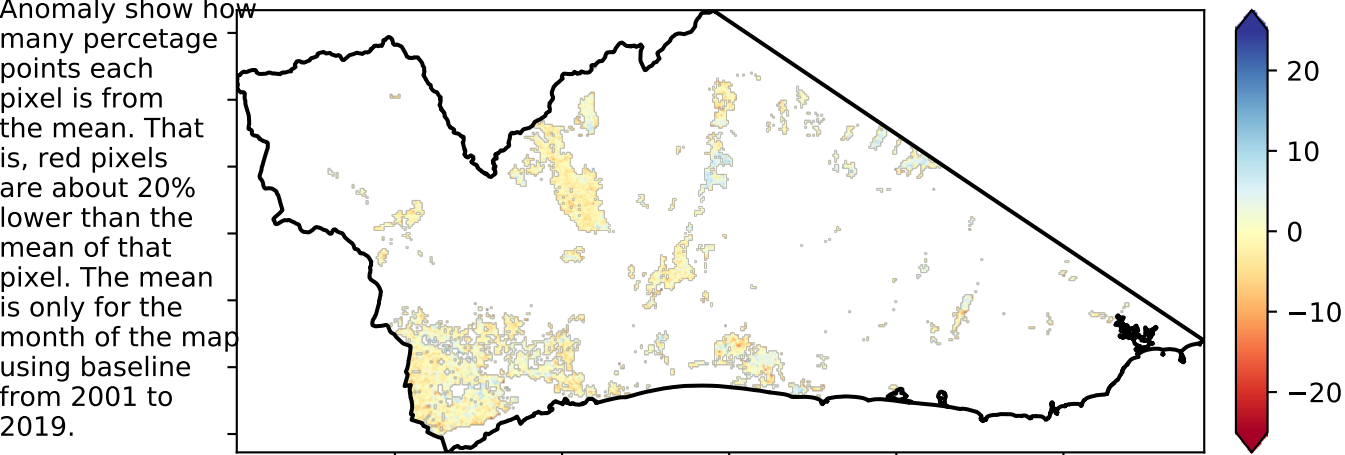 Anomaly show how
many percetage
points each
pixel is from
the mean. That
is, red pixels
are about 20%
lower than the
mean of that
pixel. The mean
is only for the
month of the map
using baseline
from 2001 to
2019.
20
10
0
−10
−20